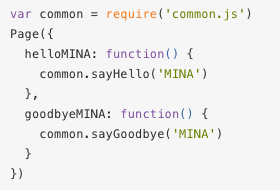 var common = require('common.js')
Page({
  helloMINA: function() {
    common.sayHello('MINA')
  },
  goodbyeMINA: function() {
    common.sayGoodbye('MINA')
  }
})